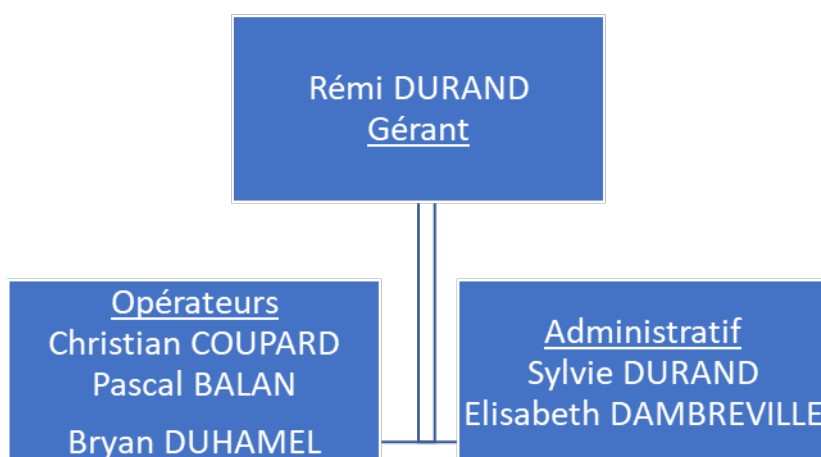 Rémi DURAND
Gérant
Opérateurs
Christian COUPARD
Pascal BALAN
Bryan DUHAMEL
Administratif
Sylvie DURAND
Elisabeth DAMBREVILLE